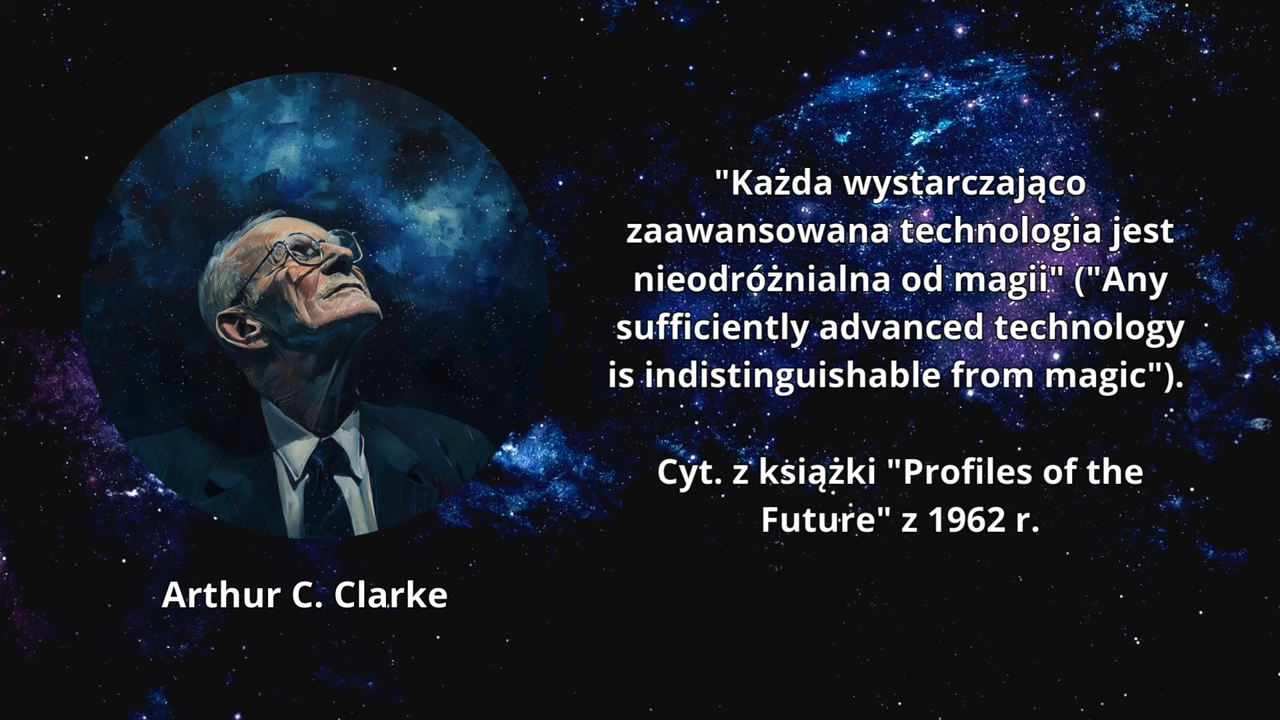 "Każda wystarczająco
zaawansowana technologia jest
nieodróżnialna od magii" ("Any
sufficiently advanced technology
is indistinguishable from magic").
Cyt. z książki "Profiles of the
Future" z 1962 r.
Arthur C. Clarke